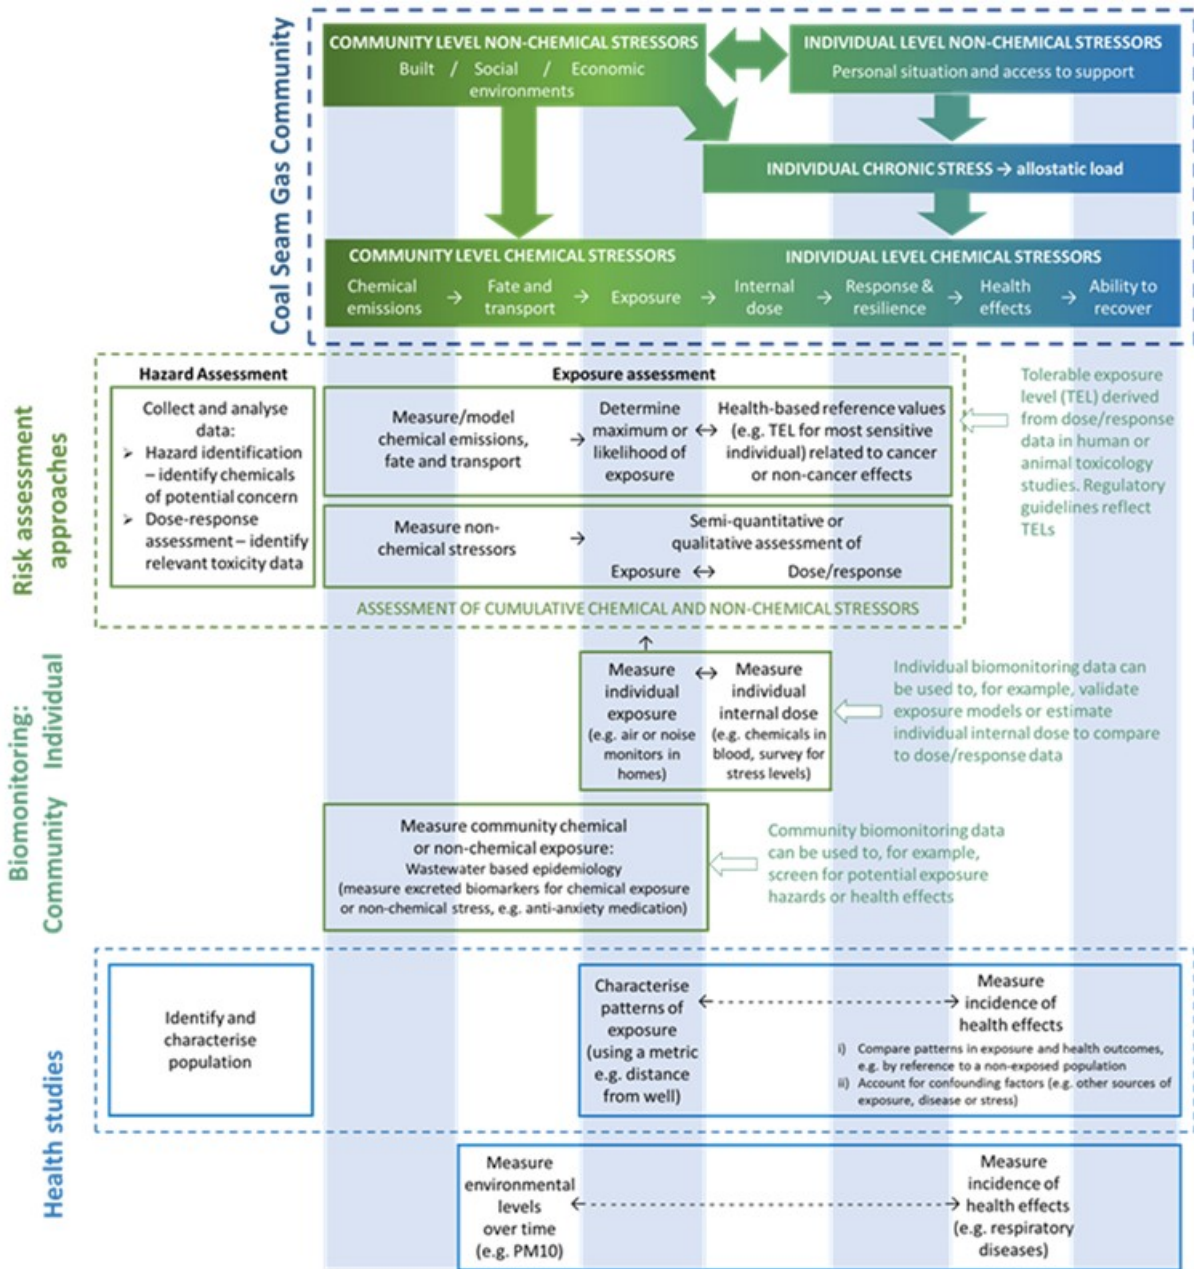 Coal Seam Gas Community
COMMUNITY LEVEL NON-CHEMICAL STRESSORS
Built / Social / Economic
environments
INDIVIDUAL LEVEL NON-CHEMICAL STRESSORS
Personal situation and access to support
INDIVIDUAL CHRONIC STRESS → allostatic load
COMMUNITY LEVEL CHEMICAL STRESSORS
INDIVIDUAL LEVEL CHEMICAL STRESSORS
Chemical
emissions
→
Fate and
transport
→
Exposure
→
Internal
dose
→
Response &
resilience
→
Health
effects
→
Ability to
recover
Risk assessment
approaches
Hazard Assessment
Collect and analyse
data:
➢ Hazard identification
– identify chemicals
of potential concern
➢ Dose-response
assessment – identify
relevant toxicity data
Exposure assessment
Measure/model
chemical emissions,
fate and transport
→
Determine
maximum or
likelihood of
exposure
↔
Health-based reference values
(e.g. TEL for most sensitive
individual) related to cancer
or non-cancer effects
Measure non-
chemical stressors
→
Semi-quantitative or
qualitative assessment of
Exposure ↔ Dose/response
ASSESSMENT OF CUMULATIVE CHEMICAL AND NON-CHEMICAL STRESSORS
Tolerable exposure
level (TEL) derived
from dose/response
data in human or
animal toxicology
studies. Regulatory
guidelines reflect
TELs
Biomonitoring:
Community Individual
Measure
individual
exposure
(e.g. air or noise
monitors in
homes)
↔
Measure
individual
internal dose
(e.g. chemicals in
blood, survey for
stress levels)
Individual biomonitoring data can
be used to, for example, validate
exposure models or estimate
individual internal dose to compare
to dose/response data
Measure community chemical
or non-chemical exposure:
Wastewater based epidemiology
(measure excreted biomarkers for chemical exposure
or non-chemical stress, e.g. anti-anxiety medication)
Community biomonitoring data
can be used to, for example,
screen for potential exposure
hazards or health effects
Health studies
Identify and
characterise
population
Characterise
patterns of
exposure
(using a metric
e.g. distance
from well)
Measure
incidence of
health effects
i) Compare patterns in exposure and health outcomes,
e.g. by reference to a non-exposed population
ii) Account for confounding factors (e.g. other sources of
exposure, disease or stress)
Measure
environmental
levels
over time
(e.g. PM10)
Measure
incidence of
health effects
(e.g. respiratory
diseases)